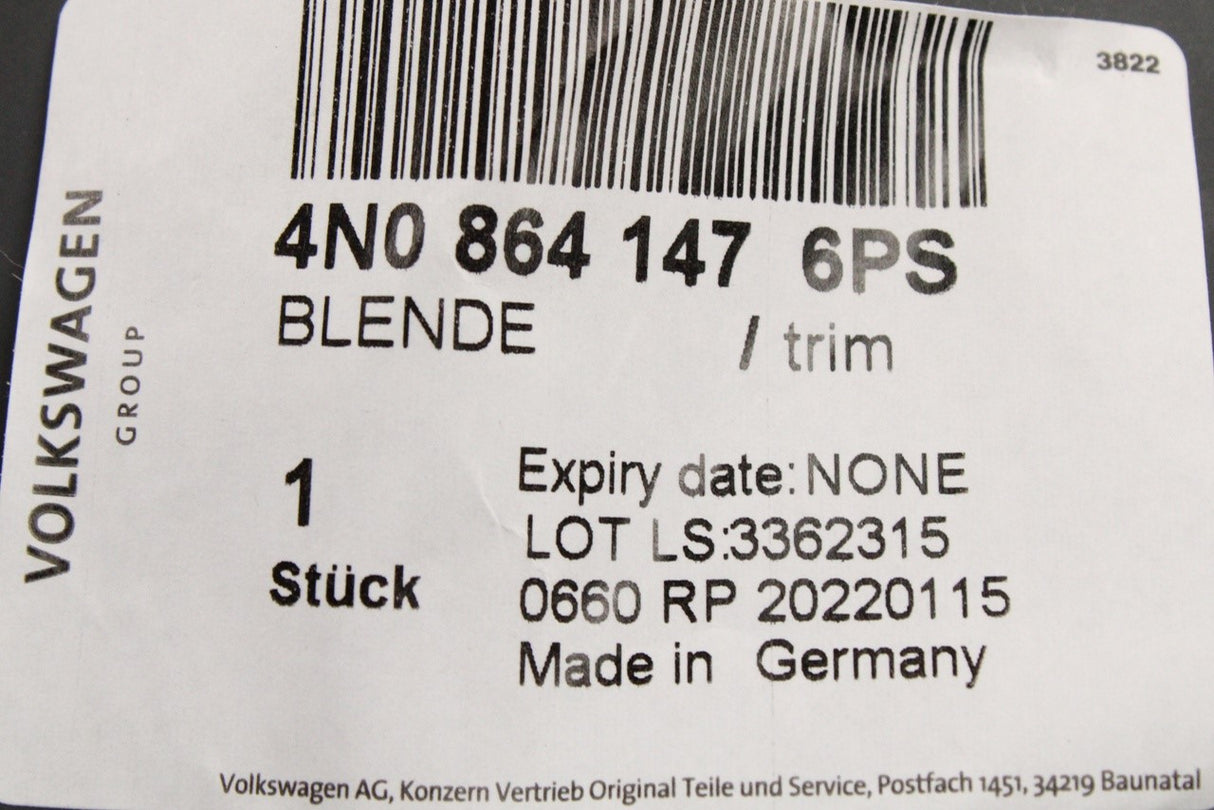 3822
4N0 864 147 6PS
BLENDE / trim
VOLKSWAGEN
GROUP
1
Stück
Expiry date: NONE
LOT LS:3362315
0660 RP 20220115
Made in Germany
Volkswagen AG, Konzern Vertrieb Original Teile und Service, Postfach 1451, 34219 Baunatal